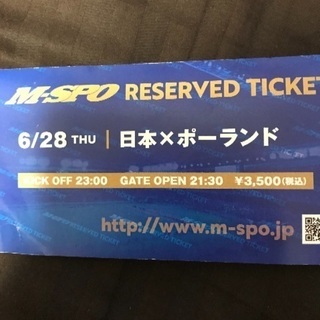 M-SPO RESERVED TICKET
6/28 THU | 日本×ポーランド
KICK OFF 23:00 GATE OPEN 21:30 ¥3,500(税込)
http://www.m-spo.jp